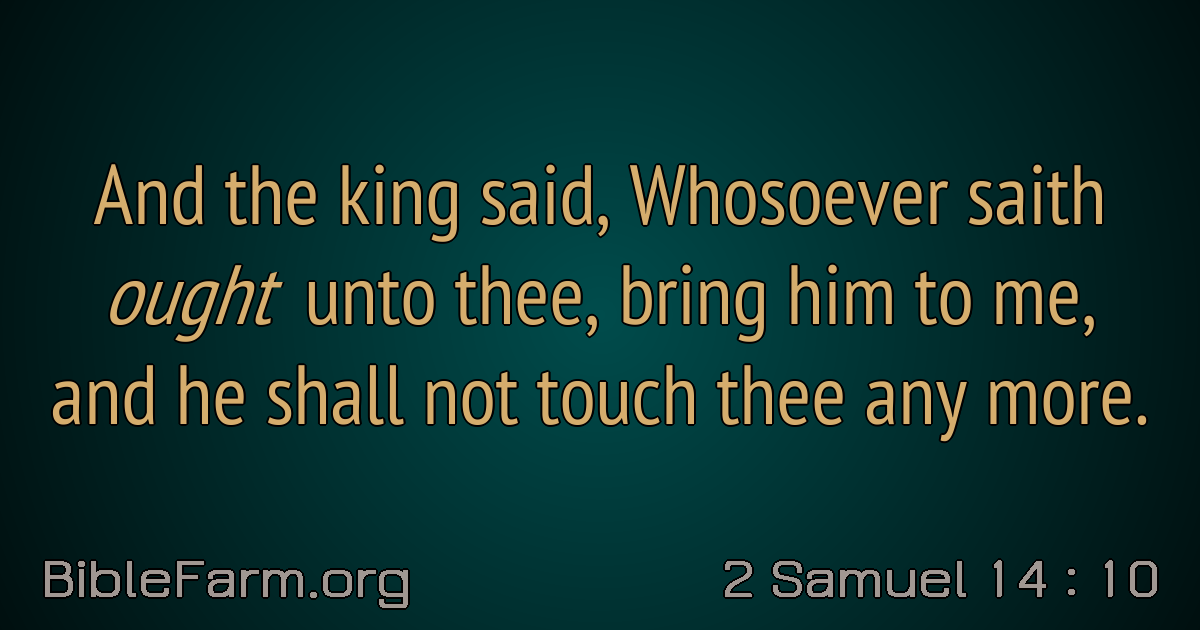 And the king said, Whosoever saith
ought unto thee, bring him to me,
and he shall not touch thee any more.
BibleFarm.org
2 Samuel 14 : 10